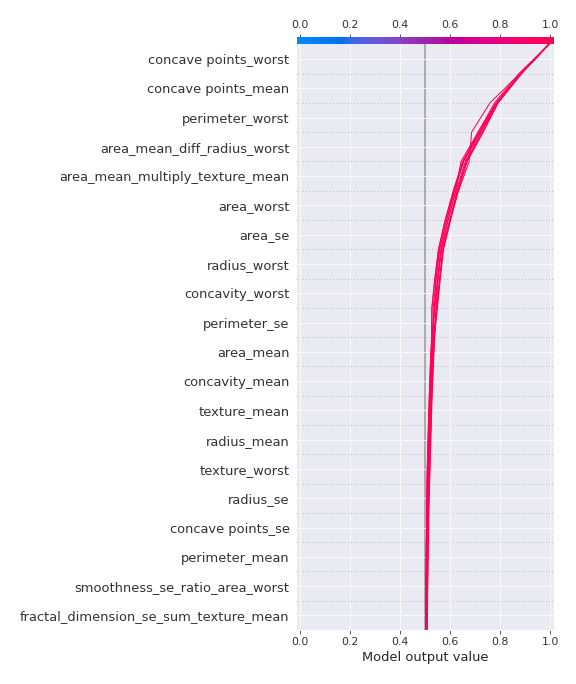 0.0 0.2 0.4 0.6 0.8 1.0
concave points_worst
concave points_mean
perimeter_worst
area_mean_diff_radius_worst
area_mean_multiply_texture_mean
area_worst
area_se
radius_worst
concavity_worst
perimeter_se
area_mean
concavity_mean
texture_mean
radius_mean
texture_worst
radius_se
concave points_se
perimeter_mean
smoothness_se_ratio_area_worst
fractal_dimension_se_sum_texture_mean
0.0 0.2 0.4 0.6 0.8 1.0
Model output value